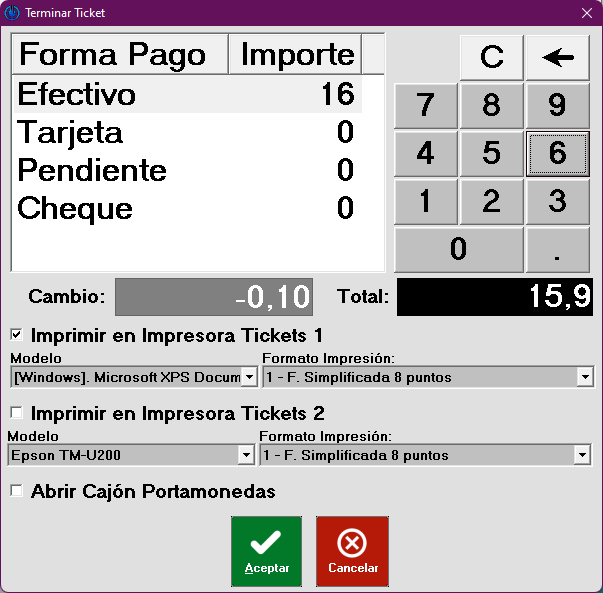 Terminar Ticket
Forma Pago Importe
Efectivo 16
Tarjeta 0
Pendiente 0
Cheque 0
C
7 8 9
4 5 6
1 2 3
0 .
Cambio: -0,10 Total: 15,9
Imprimir en Impresora Tickets 1
Modelo Formato Impresión:
[Windows]. Microsoft XPS Docum 1 - F. Simplificada 8 puntos
Imprimir en Impresora Tickets 2
Modelo Formato Impresión:
Epson TM-U200 1 - F. Simplificada 8 puntos
Abrir Cajón Portamonedas
Aceptar Cancelar